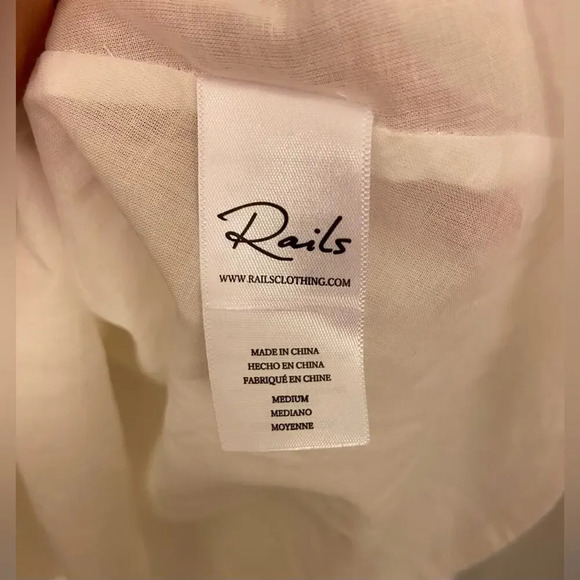 Rails
WWW.RAILSCLOTHING.COM
MADE IN CHINA
HECHO EN CHINA
FABRIQUÉ EN CHINE
MEDIUM
MEDIANO
MOYENNE